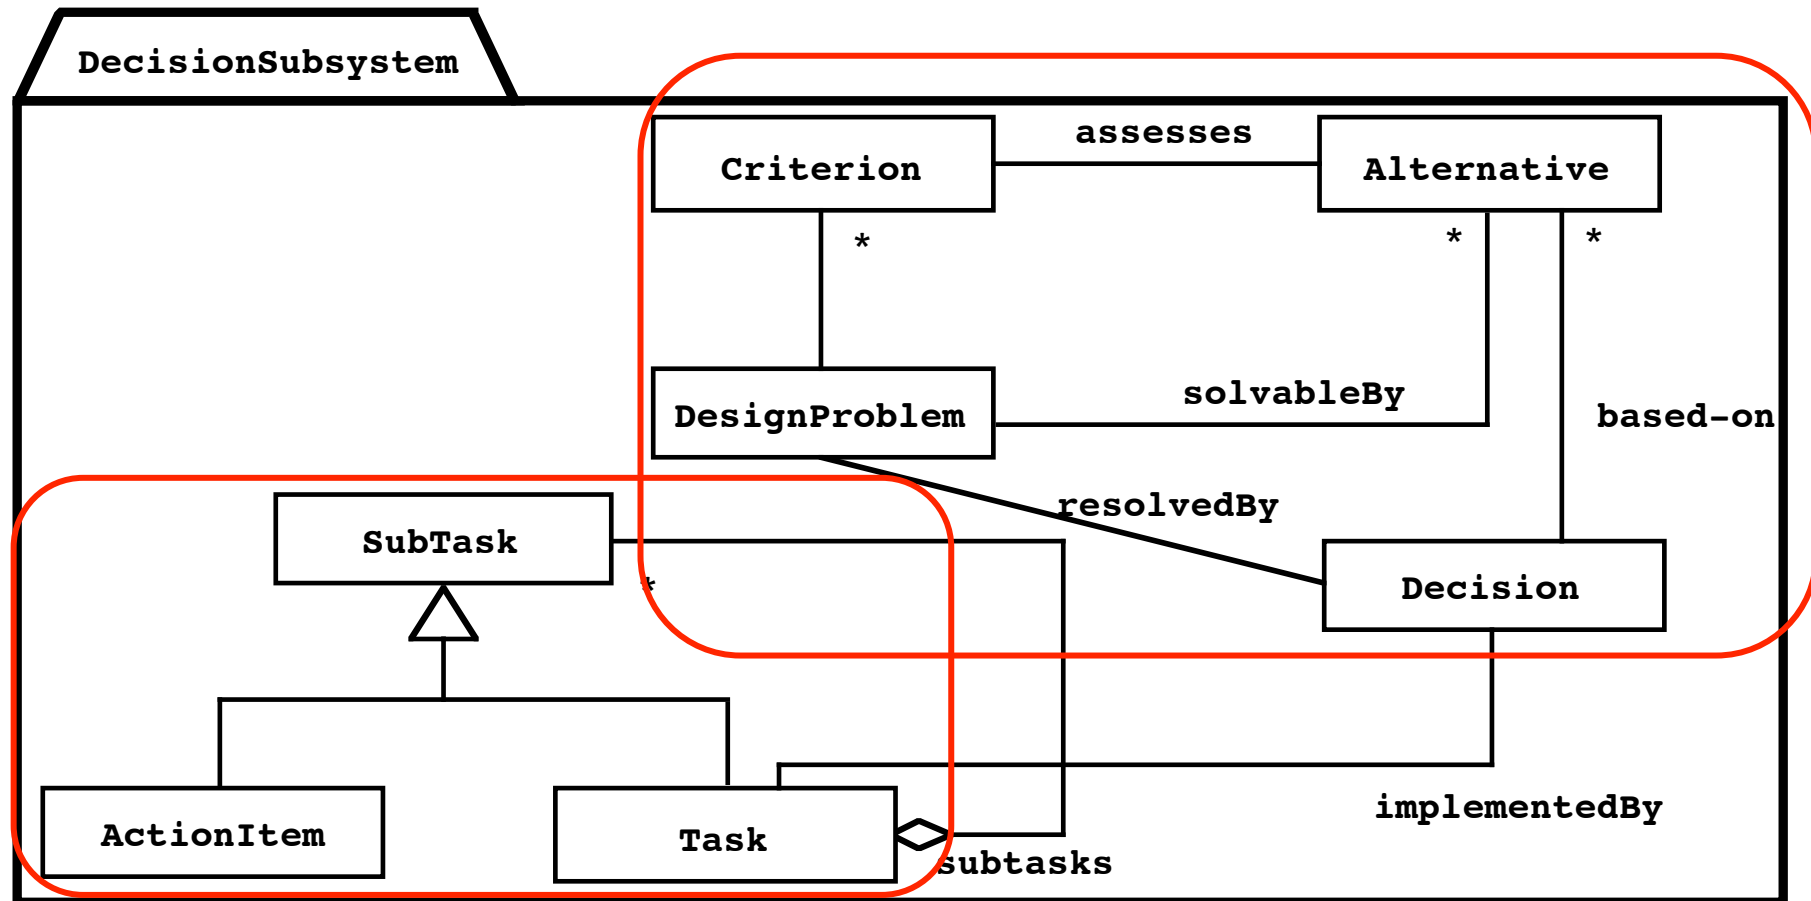 DecisionSubsystem
assesses
Criterion
Alternative
*
*
*
solvableBy
DesignProblem
based-on
resolvedBy
SubTask
*
Decision
implementedBy
ActionItem
Task
subtasks